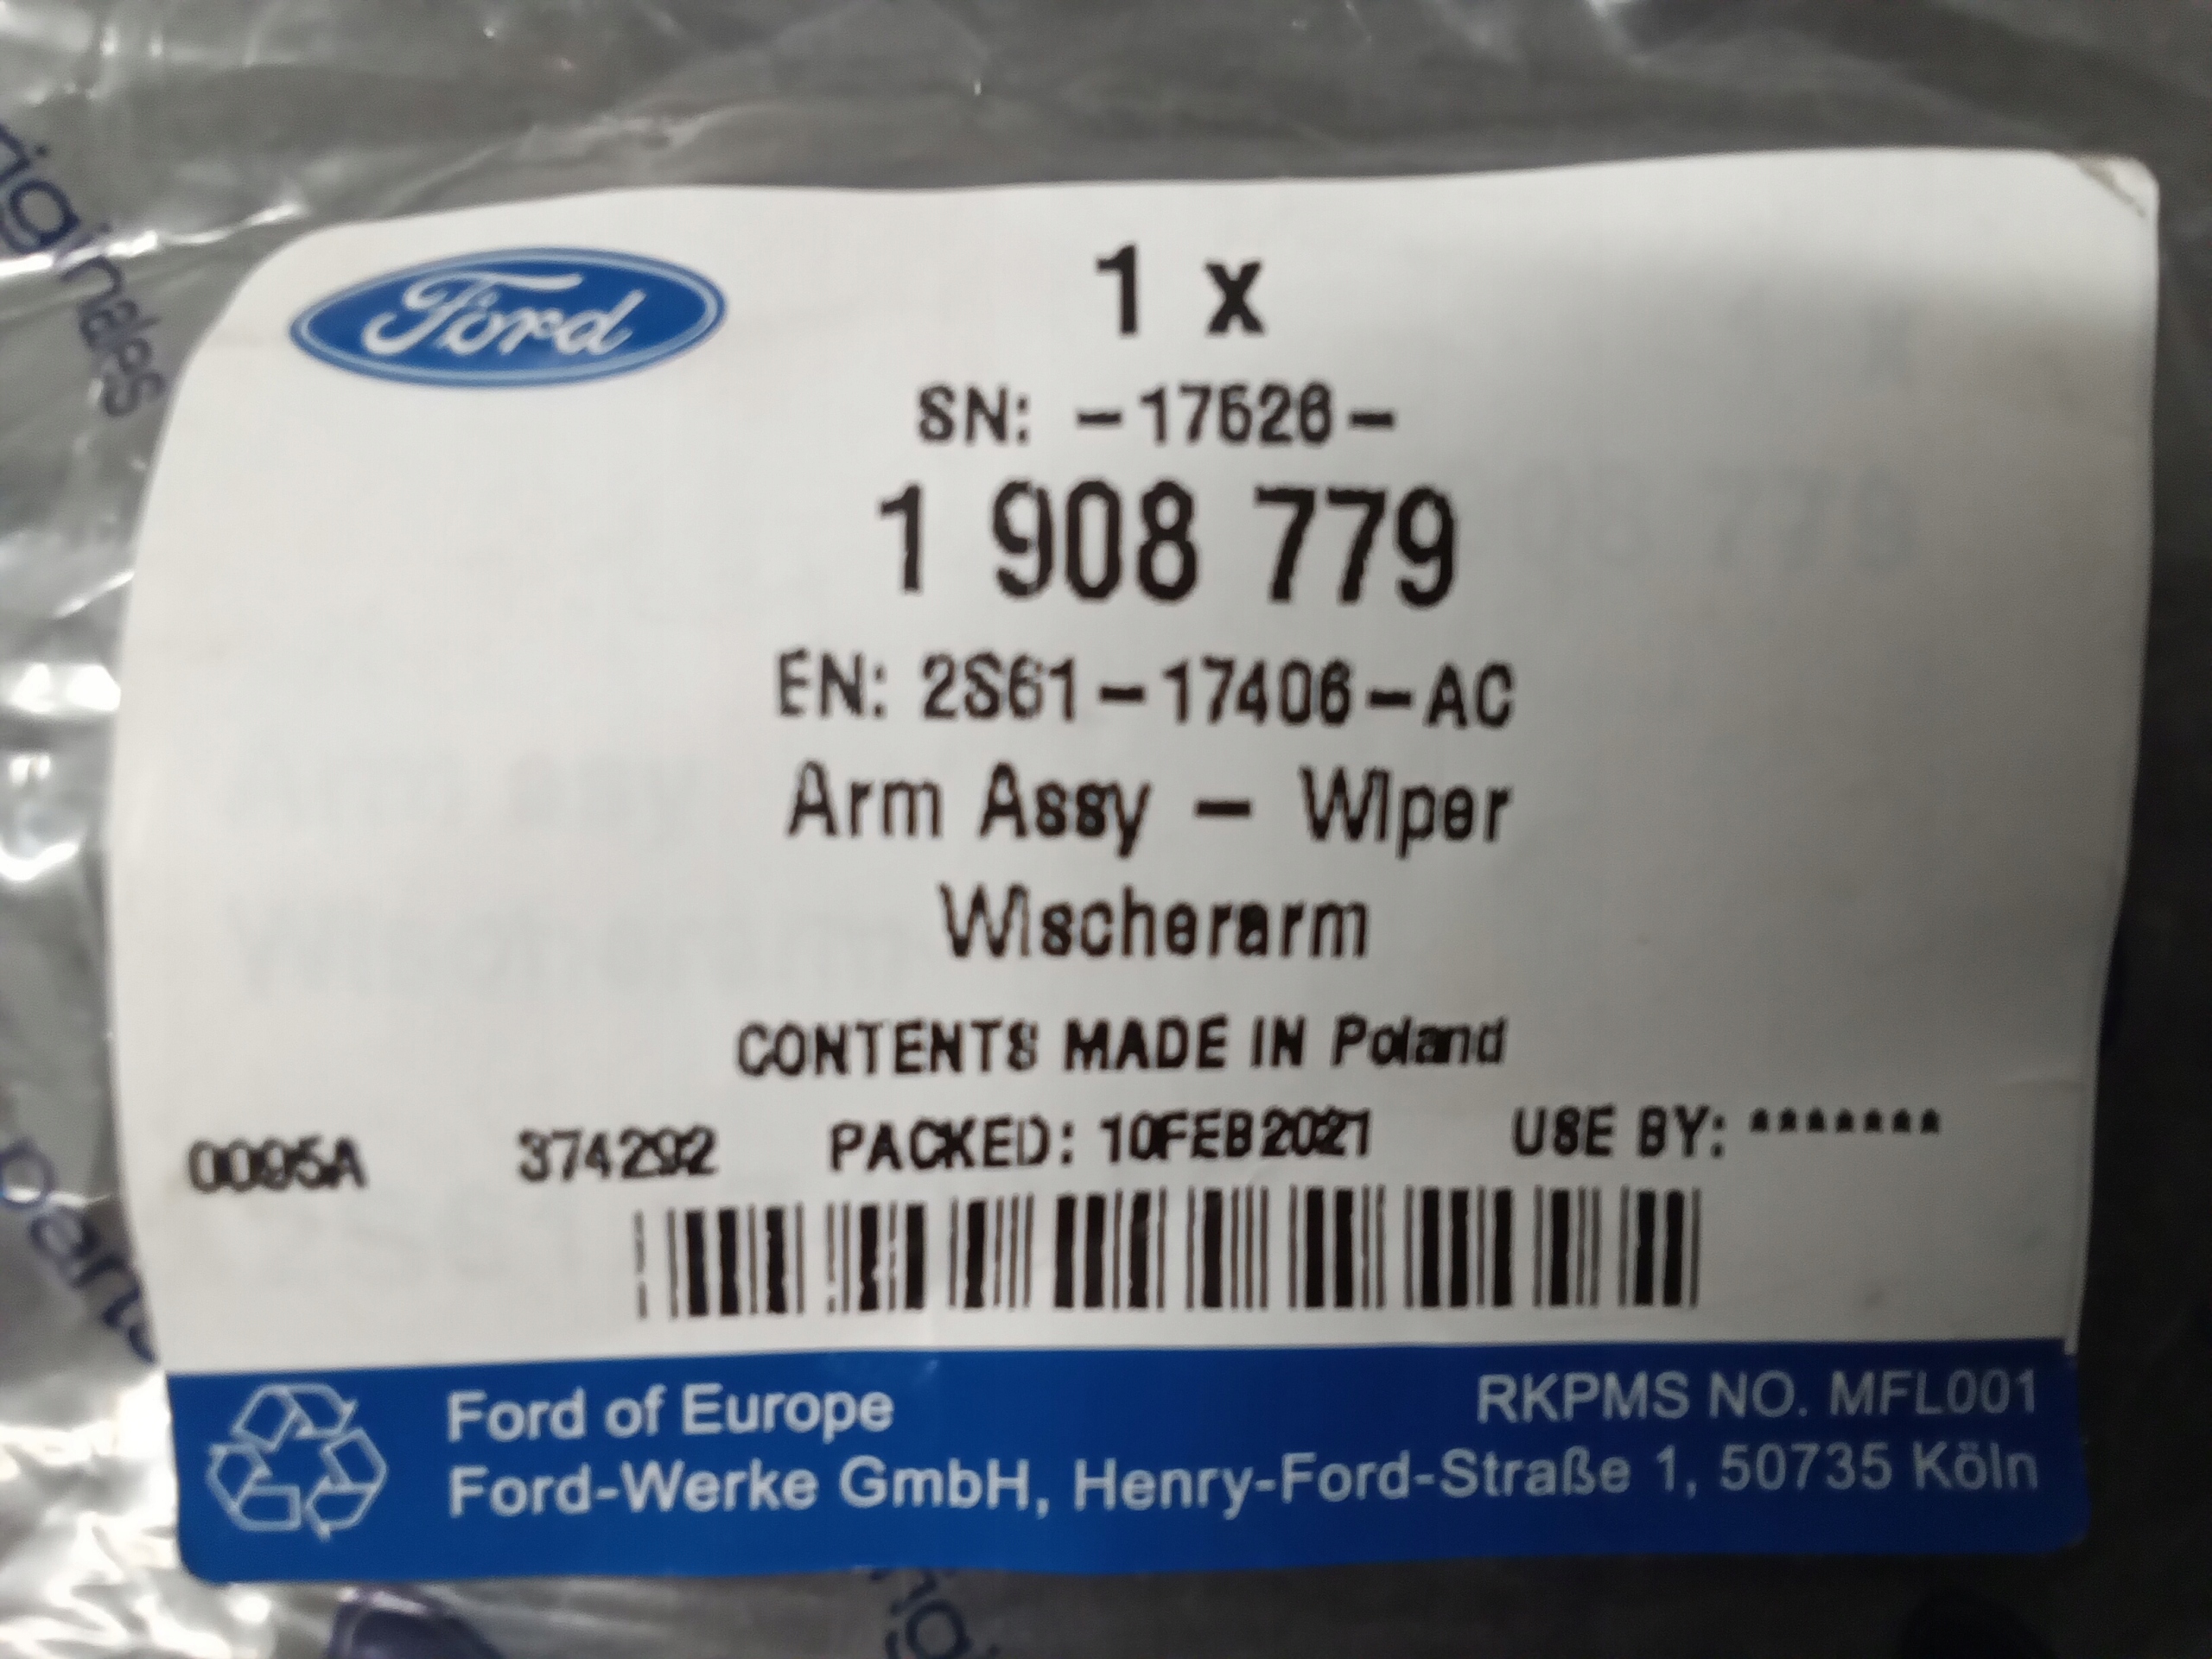 riginales
Ford
1 x
SN: -17526-
1 908 779
EN: 2S61-17406-AC
Arm Assy - Wiper
Wischerarm
CONTENTS MADE IN Poland
0095A 374292 PACKED: 10FEB2021 USE BY: *******
Ford of Europe RKPMS NO. MFL001
Ford-Werke GmbH, Henry-Ford-Straße 1, 50735 Köln